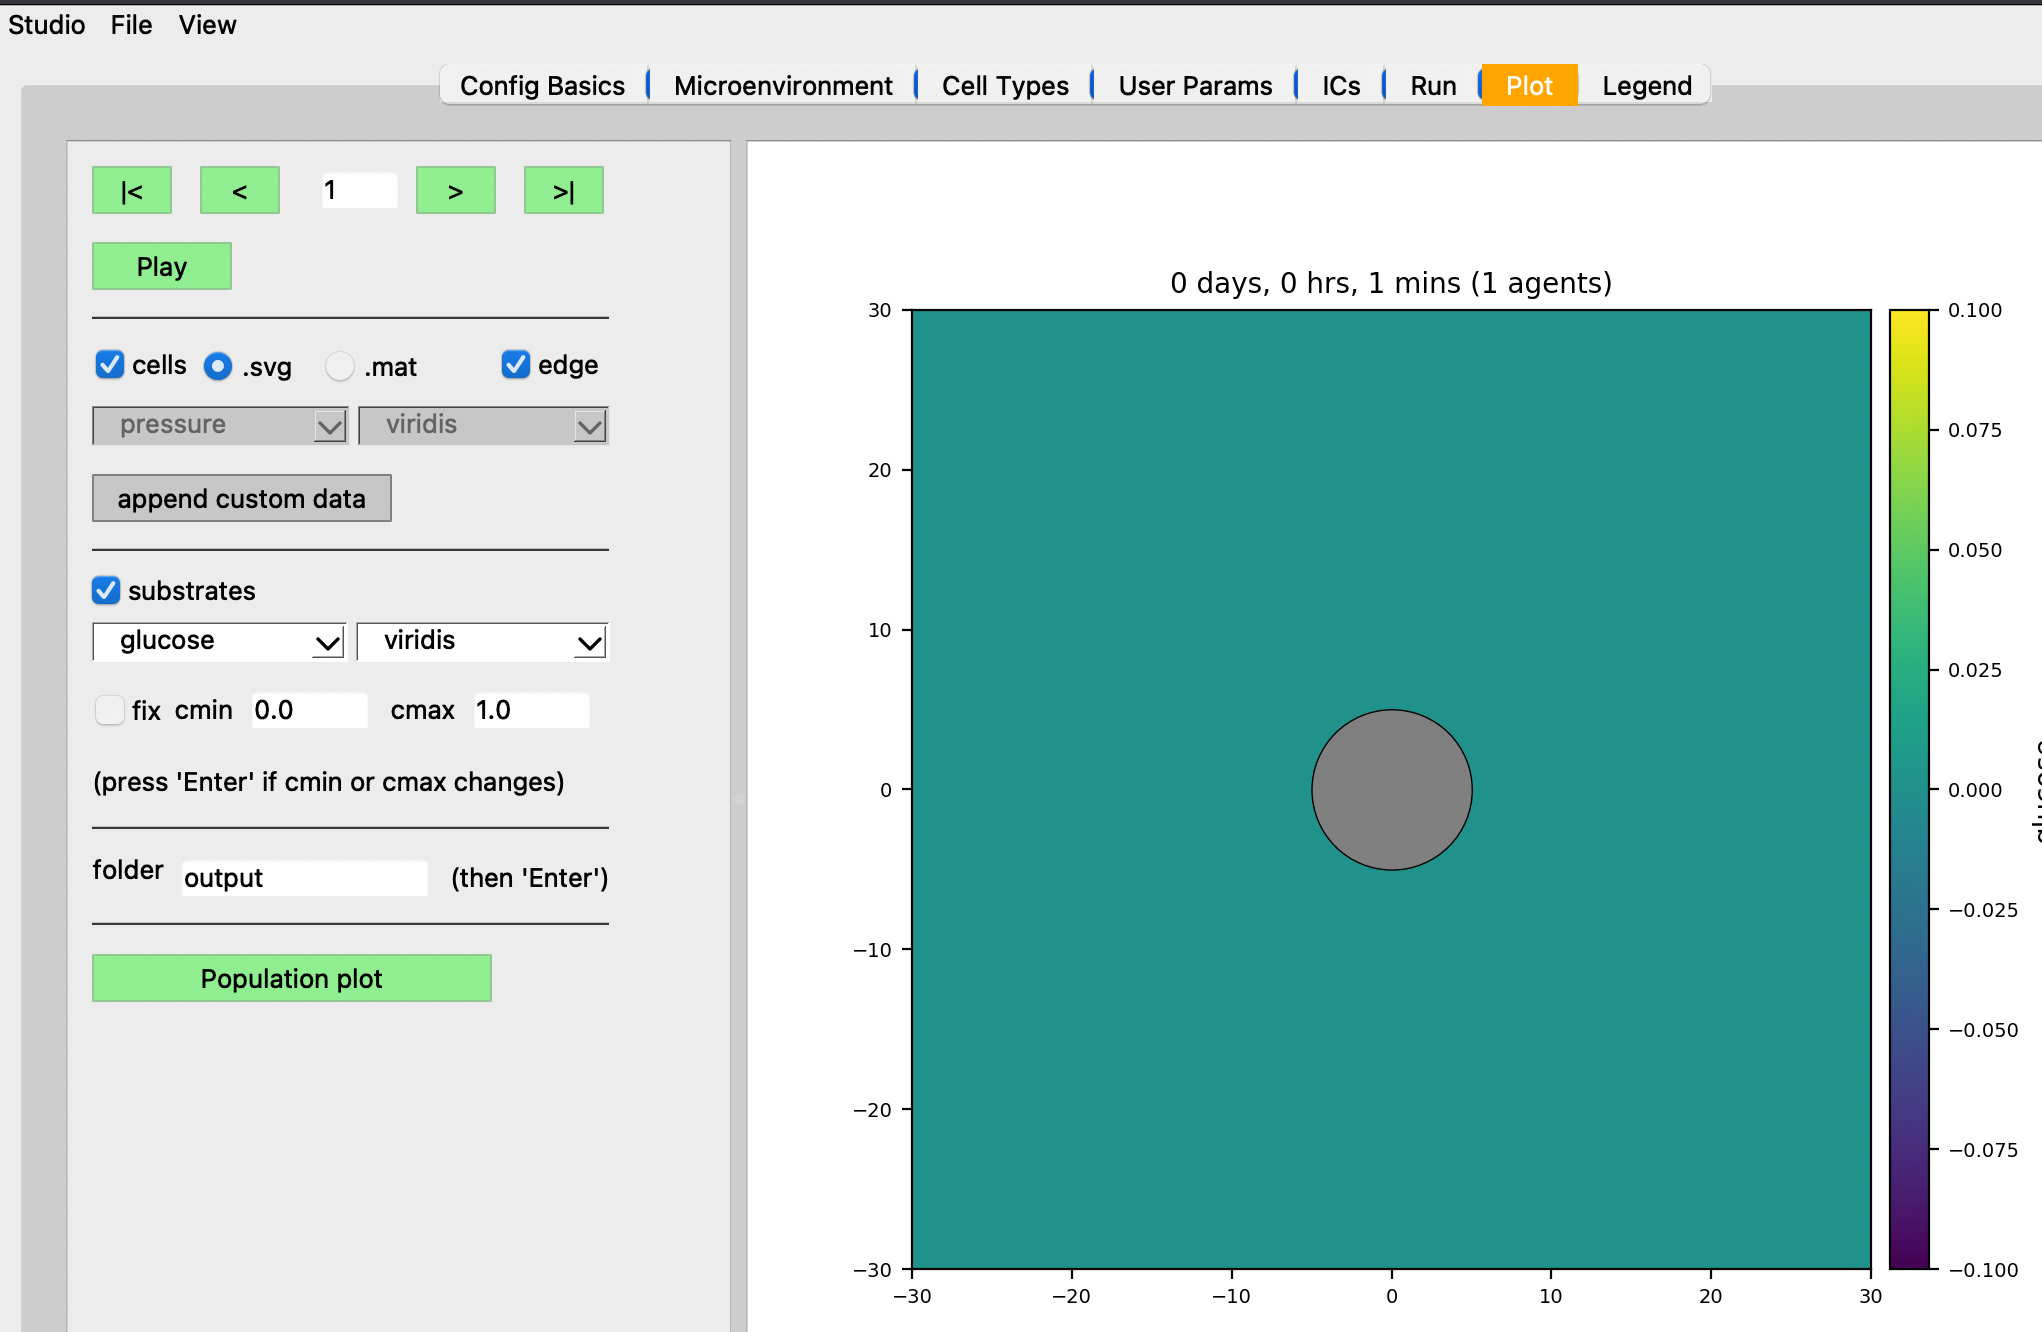 Studio File View
Config Basics Microenvironment Cell Types User Params ICs Run Plot Legend
|< < 1 > >|
Play
cells .svg .mat edge
pressure viridis
append custom data
substrates
glucose viridis
fix cmin 0.0 cmax 1.0
(press 'Enter' if cmin or cmax changes)
folder output (then 'Enter')
Population plot
0 days, 0 hrs, 1 mins (1 agents)
30
20
10
0
−10
−20
−30
−30 −20 −10 0 10 20 30
0.100
0.075
0.050
0.025
0.000
−0.025
−0.050
−0.075
−0.100
glucose